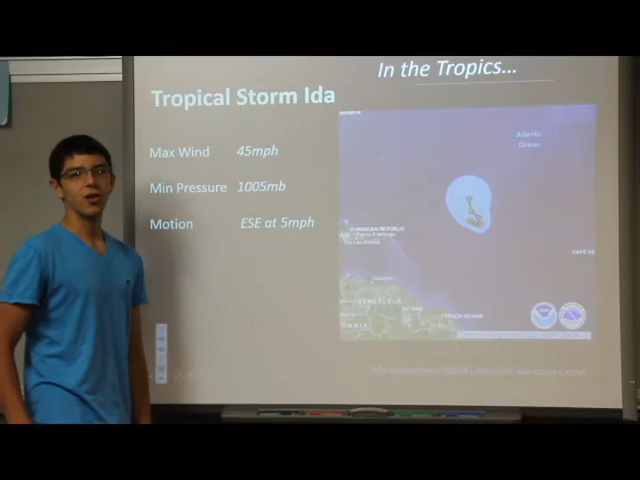 In the Tropics...
Tropical Storm Ida
Max Wind 45mph
Min Pressure 1005mb
Motion ESE at 5mph
Atlantic
Ocean
DOMINICAN REPUBLIC
CAPE VE
VENEZUELA
FRENCH GUIANA